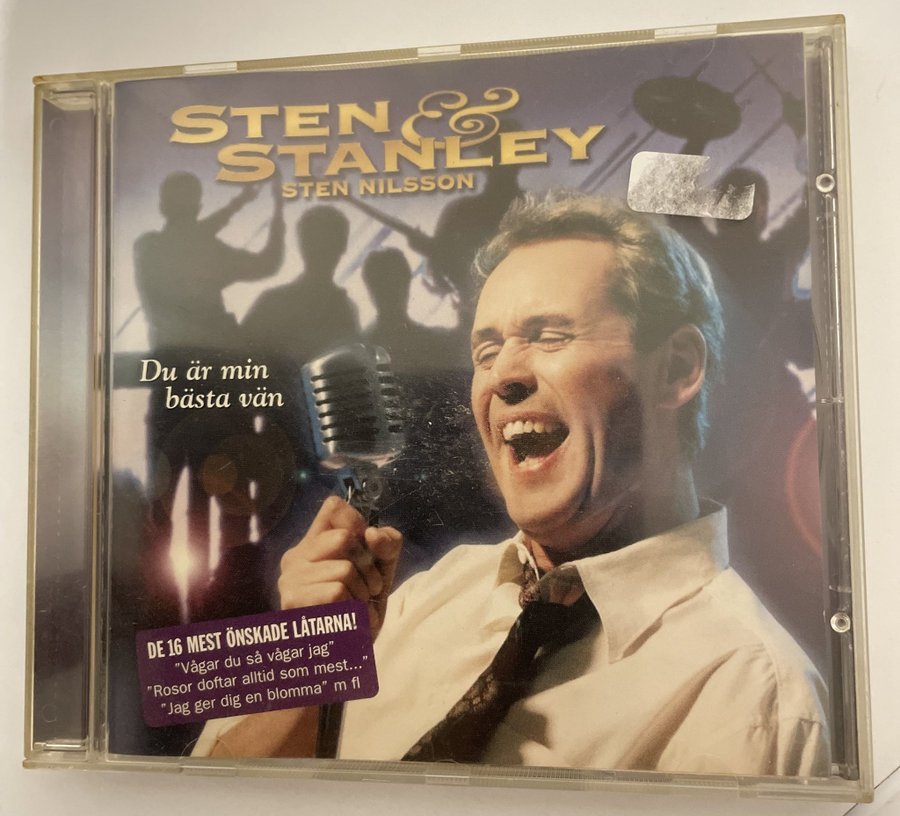 STEN &
STANLEY
STEN NILSSON
Du är min
bästa vän
DE 16 MEST ÖNSKADE LÅTARNA!
"Vågar du så vågar jag"
"Rosor doftar alltid som mest..."
"Jag ger dig en blomma" m fl